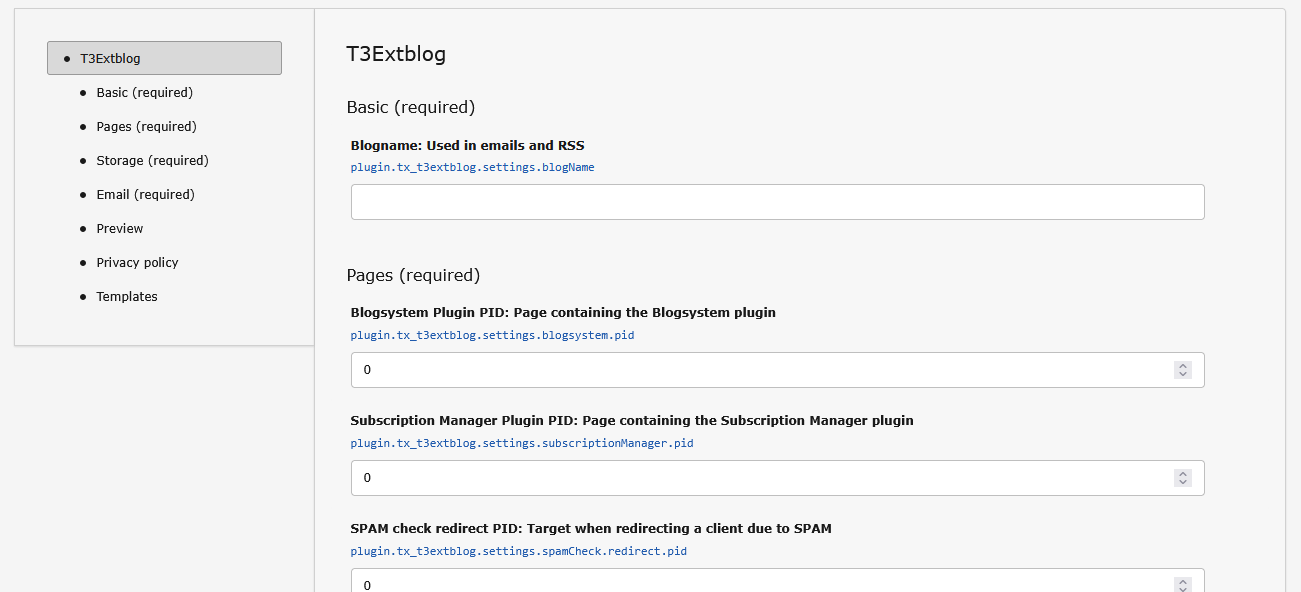 T3Extblog
Basic (required)
Pages (required)
Storage (required)
Email (required)
Preview
Privacy policy
Templates
T3Extblog
Basic (required)
Blogname: Used in emails and RSS
plugin.tx_t3extblog.settings.blogName
Pages (required)
Blogsystem Plugin PID: Page containing the Blogsystem plugin
plugin.tx_t3extblog.settings.blogsystem.pid
0
Subscription Manager Plugin PID: Page containing the Subscription Manager plugin
plugin.tx_t3extblog.settings.subscriptionManager.pid
0
SPAM check redirect PID: Target when redirecting a client due to SPAM
plugin.tx_t3extblog.settings.spamCheck.redirect.pid
0